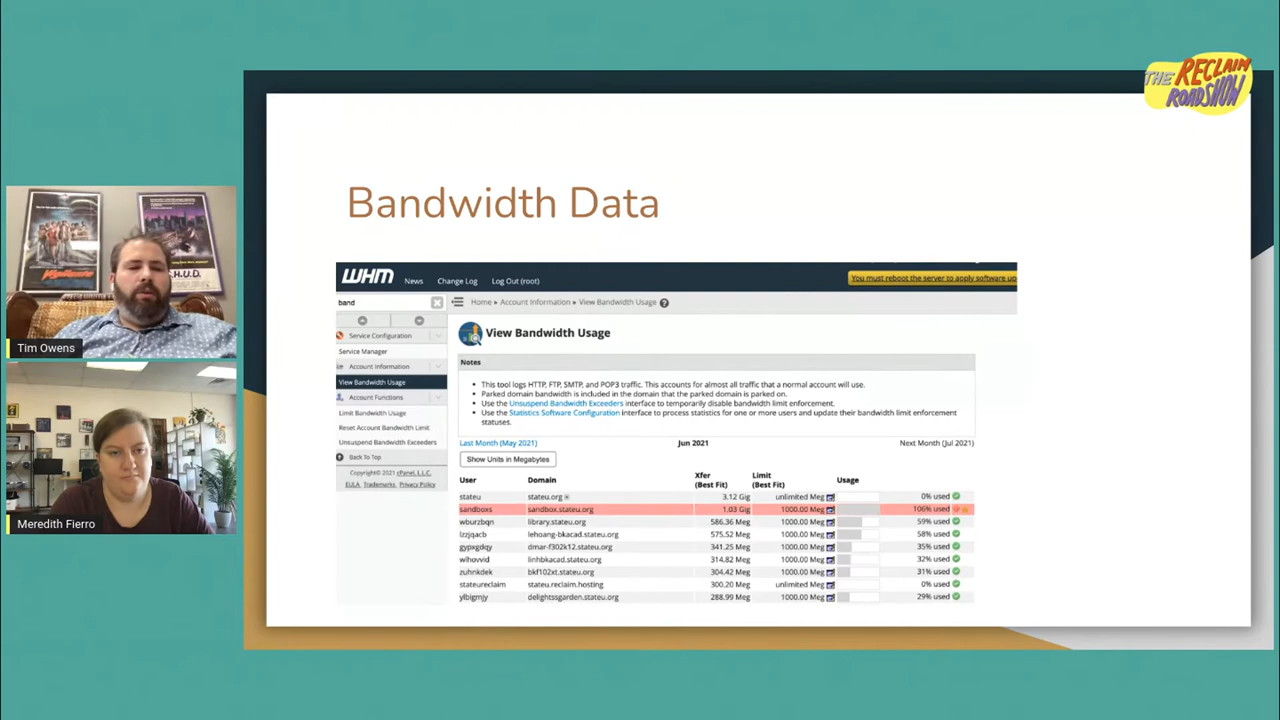 THE RECLAIM
ROADSHOW
Bandwidth Data
WHM News Change Log Log Out (root) You must reboot the server to apply software up
band
Home ▸ Account Information ▸ View Bandwidth Usage
Service Configuration
Service Manager
Account Information
View Bandwidth Usage
Account Functions
Limit Bandwidth Usage
Reset Account Bandwidth Limit
Unsuspend Bandwidth Exceeders
Back To Top
Copyright© 2021 cPanel, L.L.C.
EULA Trademarks Privacy Policy
View Bandwidth Usage
Notes
• This tool logs HTTP, FTP, SMTP, and POP3 traffic. This accounts for almost all traffic that a normal account will use.
• Parked domain bandwidth is included in the domain that the parked domain is parked on.
• Use the Unsuspend Bandwidth Exceeders interface to temporarily disable bandwidth limit enforcement.
• Use the Statistics Software Configuration interface to process statistics for one or more users and update their bandwidth limit enforcement
statuses.
Last Month (May 2021) Jun 2021 Next Month (Jul 2021)
Show Units in Megabytes
User Domain Xfer (Best Fit) Limit (Best Fit) Usage
stateu stateu.org 3.12 Gig unlimited Meg 0% used
sandboxs sandbox.stateu.org 1.03 Gig 1000.00 Meg 106% used
wburzbqn library.stateu.org 586.36 Meg 1000.00 Meg 59% used
lzzjqacb lehoang-bkacad.stateu.org 575.52 Meg 1000.00 Meg 58% used
gypxgdqy dmar-f302k12.stateu.org 341.25 Meg 1000.00 Meg 35% used
wlhovvid linhbkacad.stateu.org 314.82 Meg 1000.00 Meg 32% used
zuhnkdek bkf102xt.stateu.org 304.42 Meg 1000.00 Meg 31% used
stateureclaim stateu.reclaim.hosting 300.20 Meg unlimited Meg 0% used
ylbigmjy delightssgarden.stateu.org 288.99 Meg 1000.00 Meg 29% used
Tim Owens
Meredith Fierro